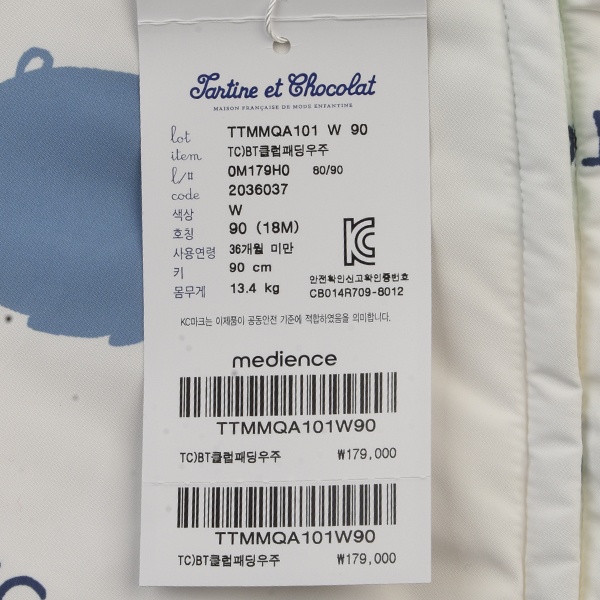 Tartine et Chocolat
MAISON FRANÇAISE DE MODE ENFANTINE
lot TTMMQA101 W 90
item TC)BT클럽패딩우주
l/# 0M179H0 80/90
code 2036037
색상 W
호칭 90 (18M)
사용연령 36개월 미만
키 90 cm
몸무게 13.4 kg
안전확인신고확인증번호
CB014R709-8012
KC마크는 이제품이 공동안전 기준에 적합하였음을 의미합니다.
medience
TTMMQA101W90
TC)BT클럽패딩우주 ₩179,000
TTMMQA101W90
TC)BT클럽패딩우주 ₩179,000